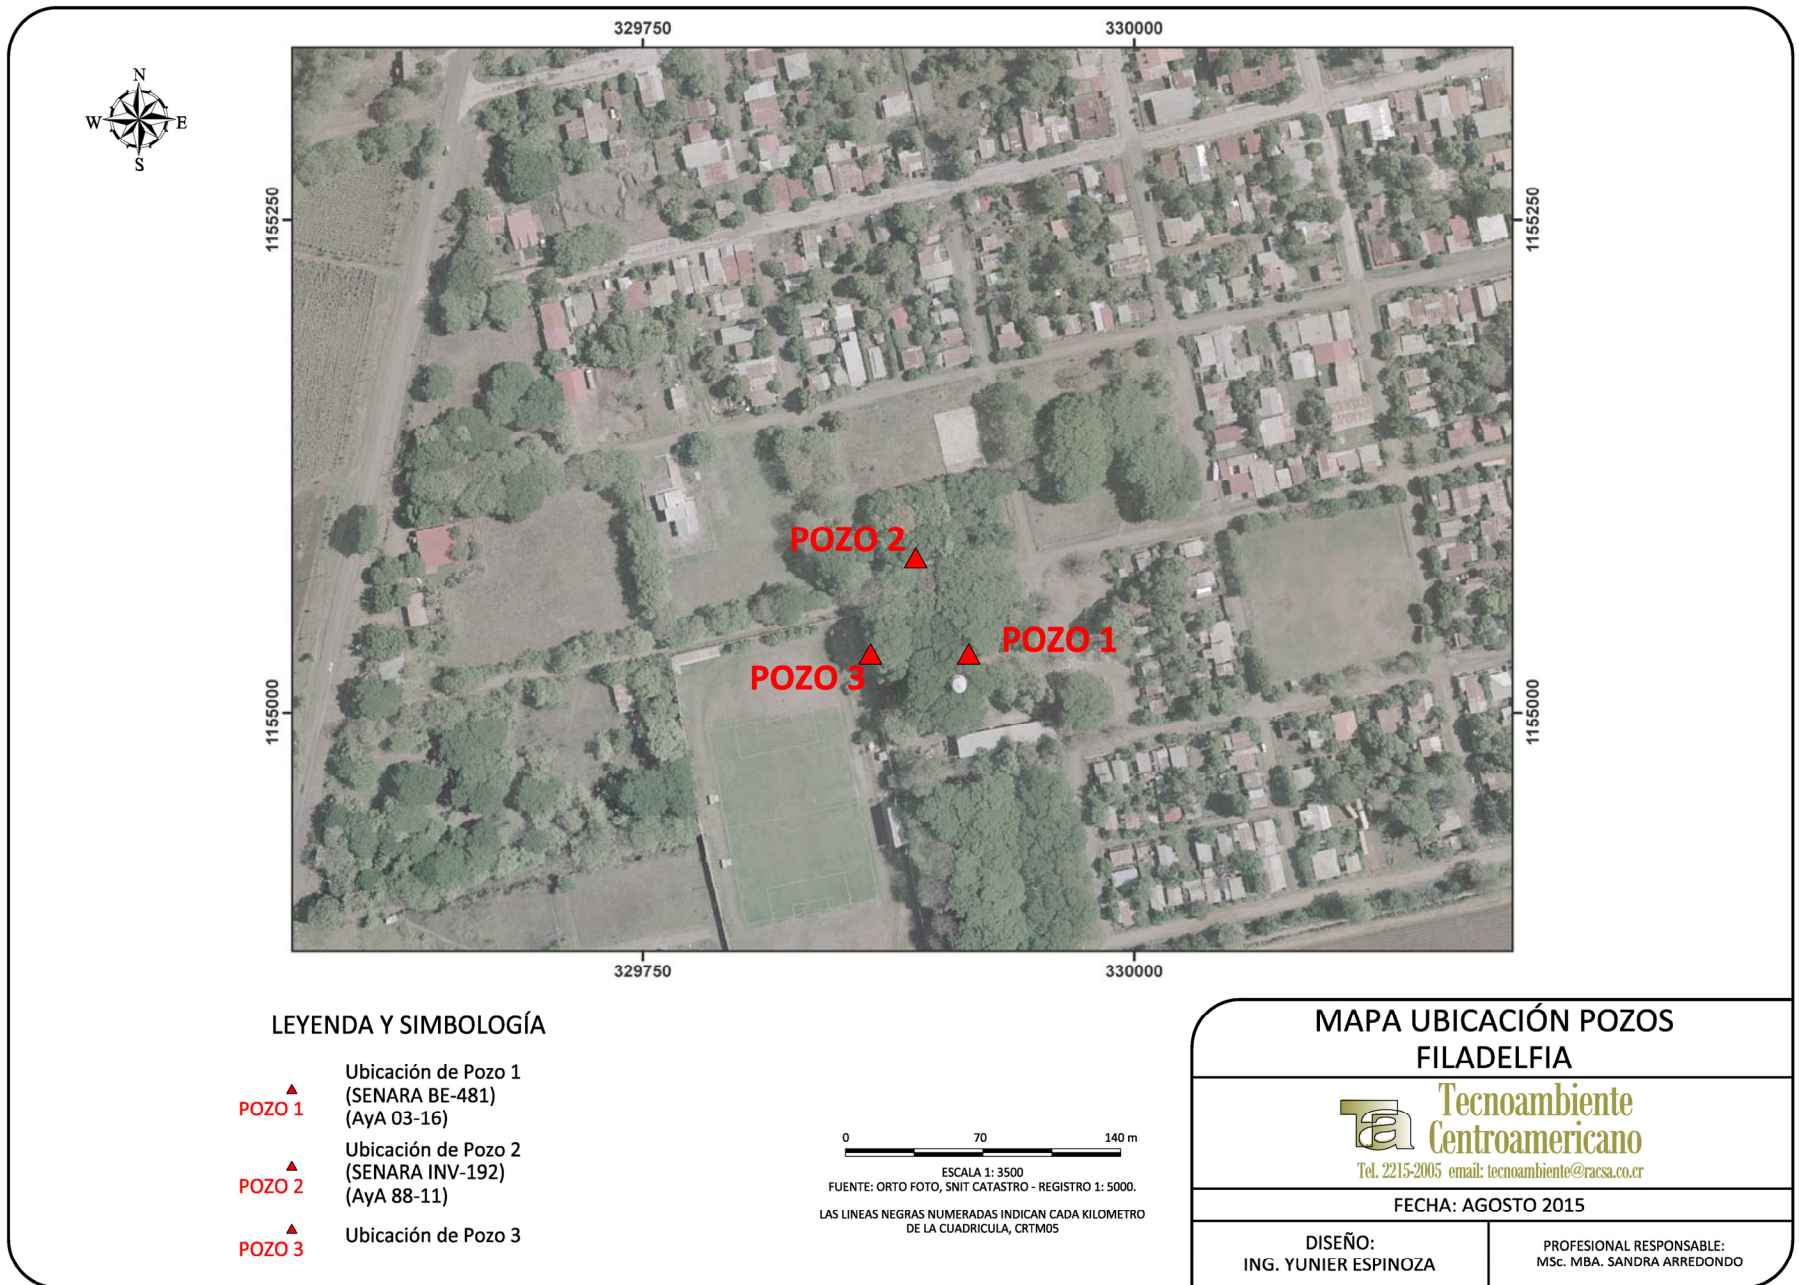 329750
330000
N
W
E
S
1155250
1155250
POZO 2
POZO 1
POZO 3
1155000
1155000
329750
330000
LEYENDA Y SIMBOLOGÍA
POZO 1
Ubicación de Pozo 1
(SENARA BE-481)
(AyA 03-16)
POZO 2
Ubicación de Pozo 2
(SENARA INV-192)
(AyA 88-11)
POZO 3
Ubicación de Pozo 3
0 70 140 m
ESCALA 1: 3500
FUENTE: ORTO FOTO, SNIT CATASTRO - REGISTRO 1: 5000.
LAS LINEAS NEGRAS NUMERADAS INDICAN CADA KILOMETRO
DE LA CUADRICULA, CRTM05
MAPA UBICACIÓN POZOS
FILADELFIA
Ta
Tecnoambiente
Centroamericano
Tel. 2215-2005 email: tecnoambiente@racsa.co.cr
FECHA: AGOSTO 2015
DISEÑO:
ING. YUNIER ESPINOZA
PROFESIONAL RESPONSABLE:
MSc. MBA. SANDRA ARREDONDO